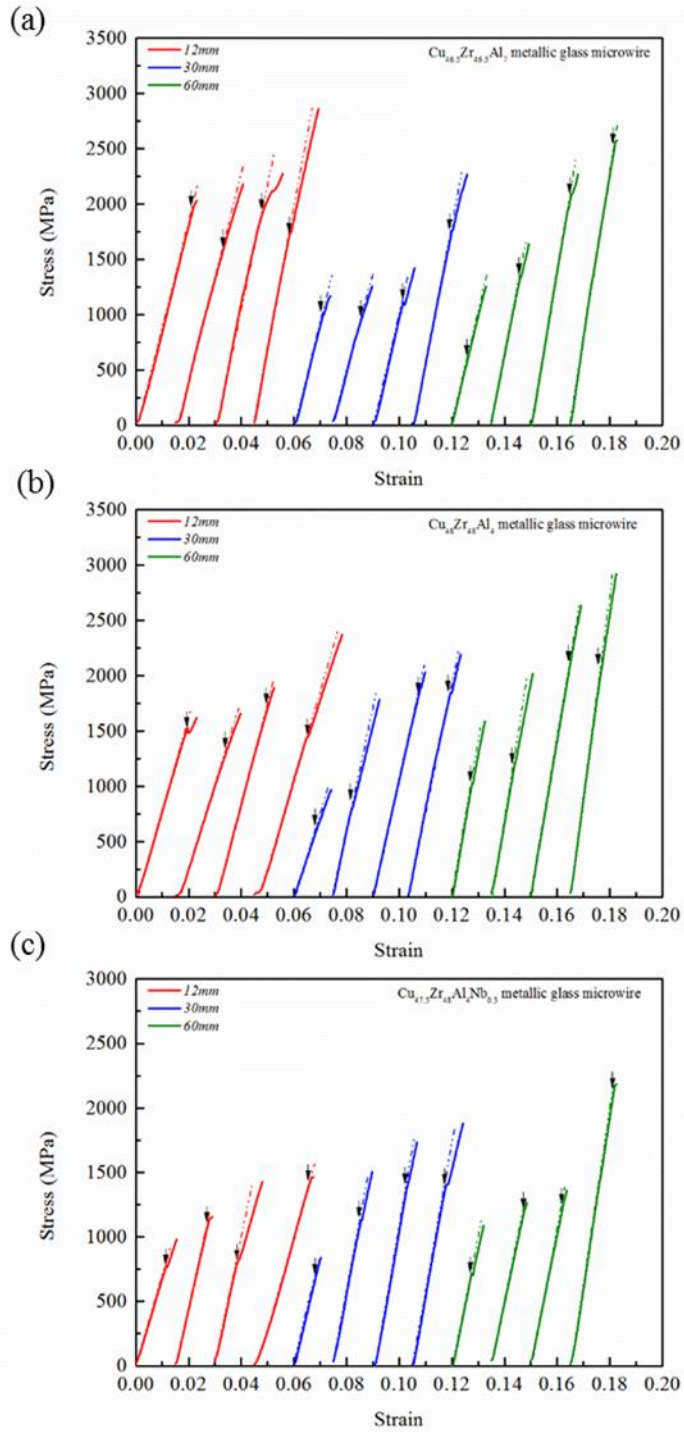 (a)
3500
3000
2500
2000
1500
1000
500
0
Stress (MPa)
12mm
30mm
60mm
Cu46.5Zr46.5Al7 metallic glass microwire
0.00 0.02 0.04 0.06 0.08 0.10 0.12 0.14 0.16 0.18 0.20
Strain
(b)
3500
3000
2500
2000
1500
1000
500
0
Stress (MPa)
12mm
30mm
60mm
Cu48Zr48Al4 metallic glass microwire
0.00 0.02 0.04 0.06 0.08 0.10 0.12 0.14 0.16 0.18 0.20
Strain
(c)
3000
2500
2000
1500
1000
500
0
Stress (MPa)
12mm
30mm
60mm
Cu47.5Zr48Al4Nb0.5 metallic glass microwire
0.00 0.02 0.04 0.06 0.08 0.10 0.12 0.14 0.16 0.18 0.20
Strain